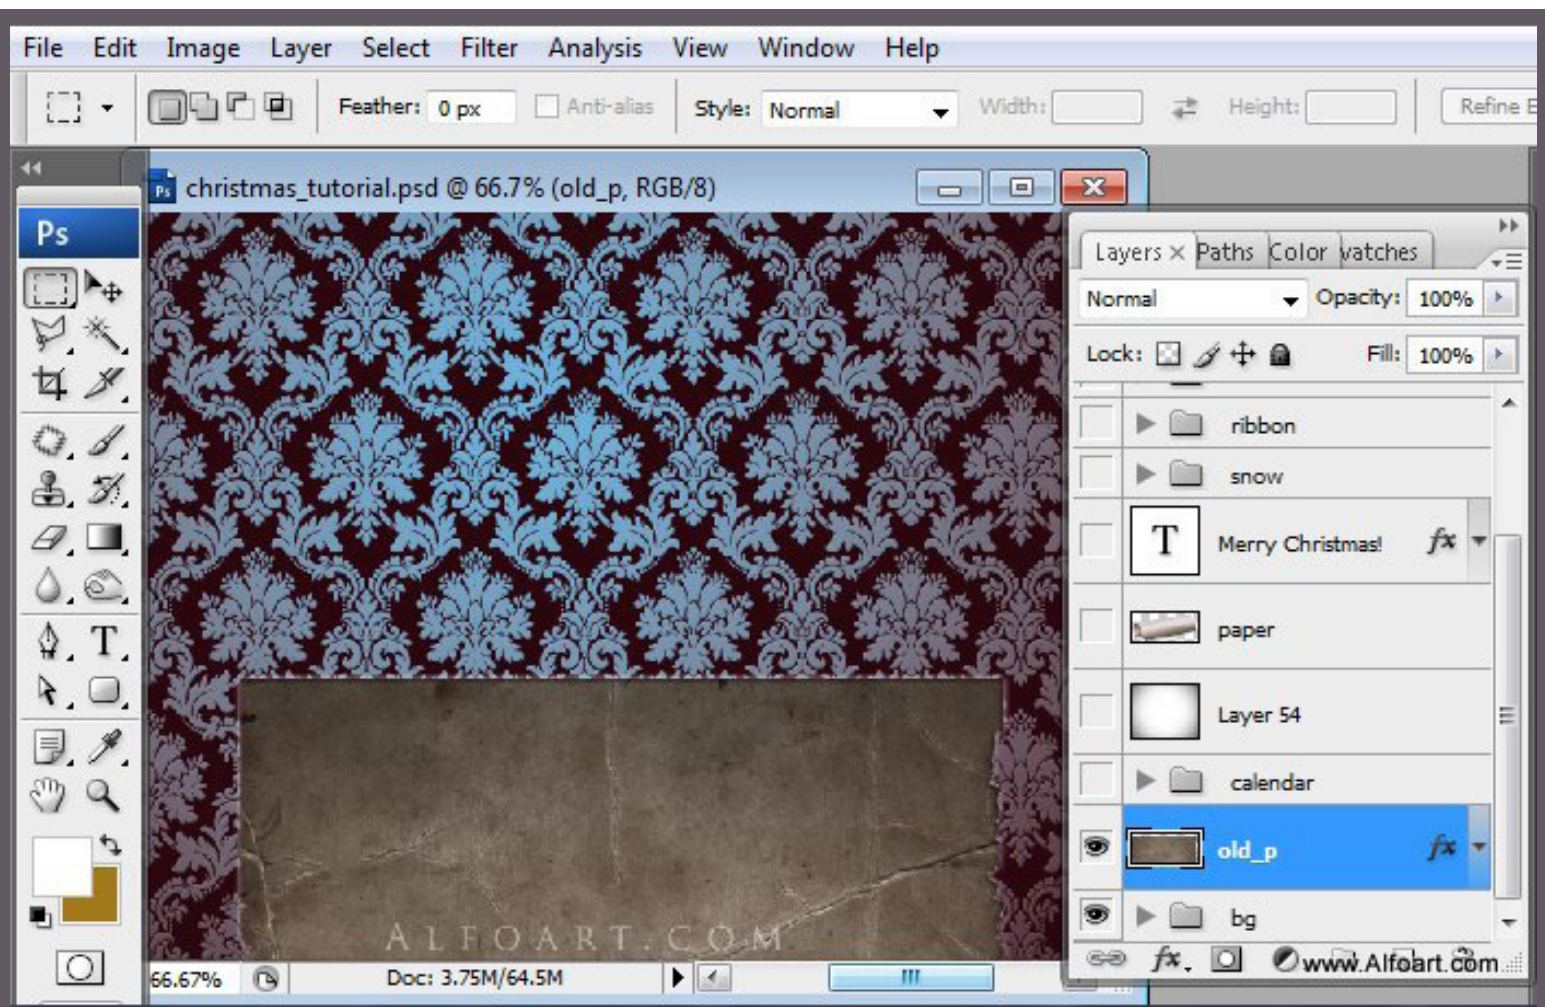 File Edit Image Layer Select Filter Analysis View Window Help
Feather: 0 px Anti-alias Style: Normal Width: Height: Refine E
christmas_tutorial.psd @ 66.7% (old_p, RGB/8)
Ps
Layers × Paths Color watches
Normal Opacity: 100%
Lock: Fill: 100%
ribbon
snow
T Merry Christmas! fx
paper
Layer 54
calendar
old_p fx
bg
T
ALFOART.COM
66.67% Doc: 3.75M/64.5M
fx. www.Alfoart.com